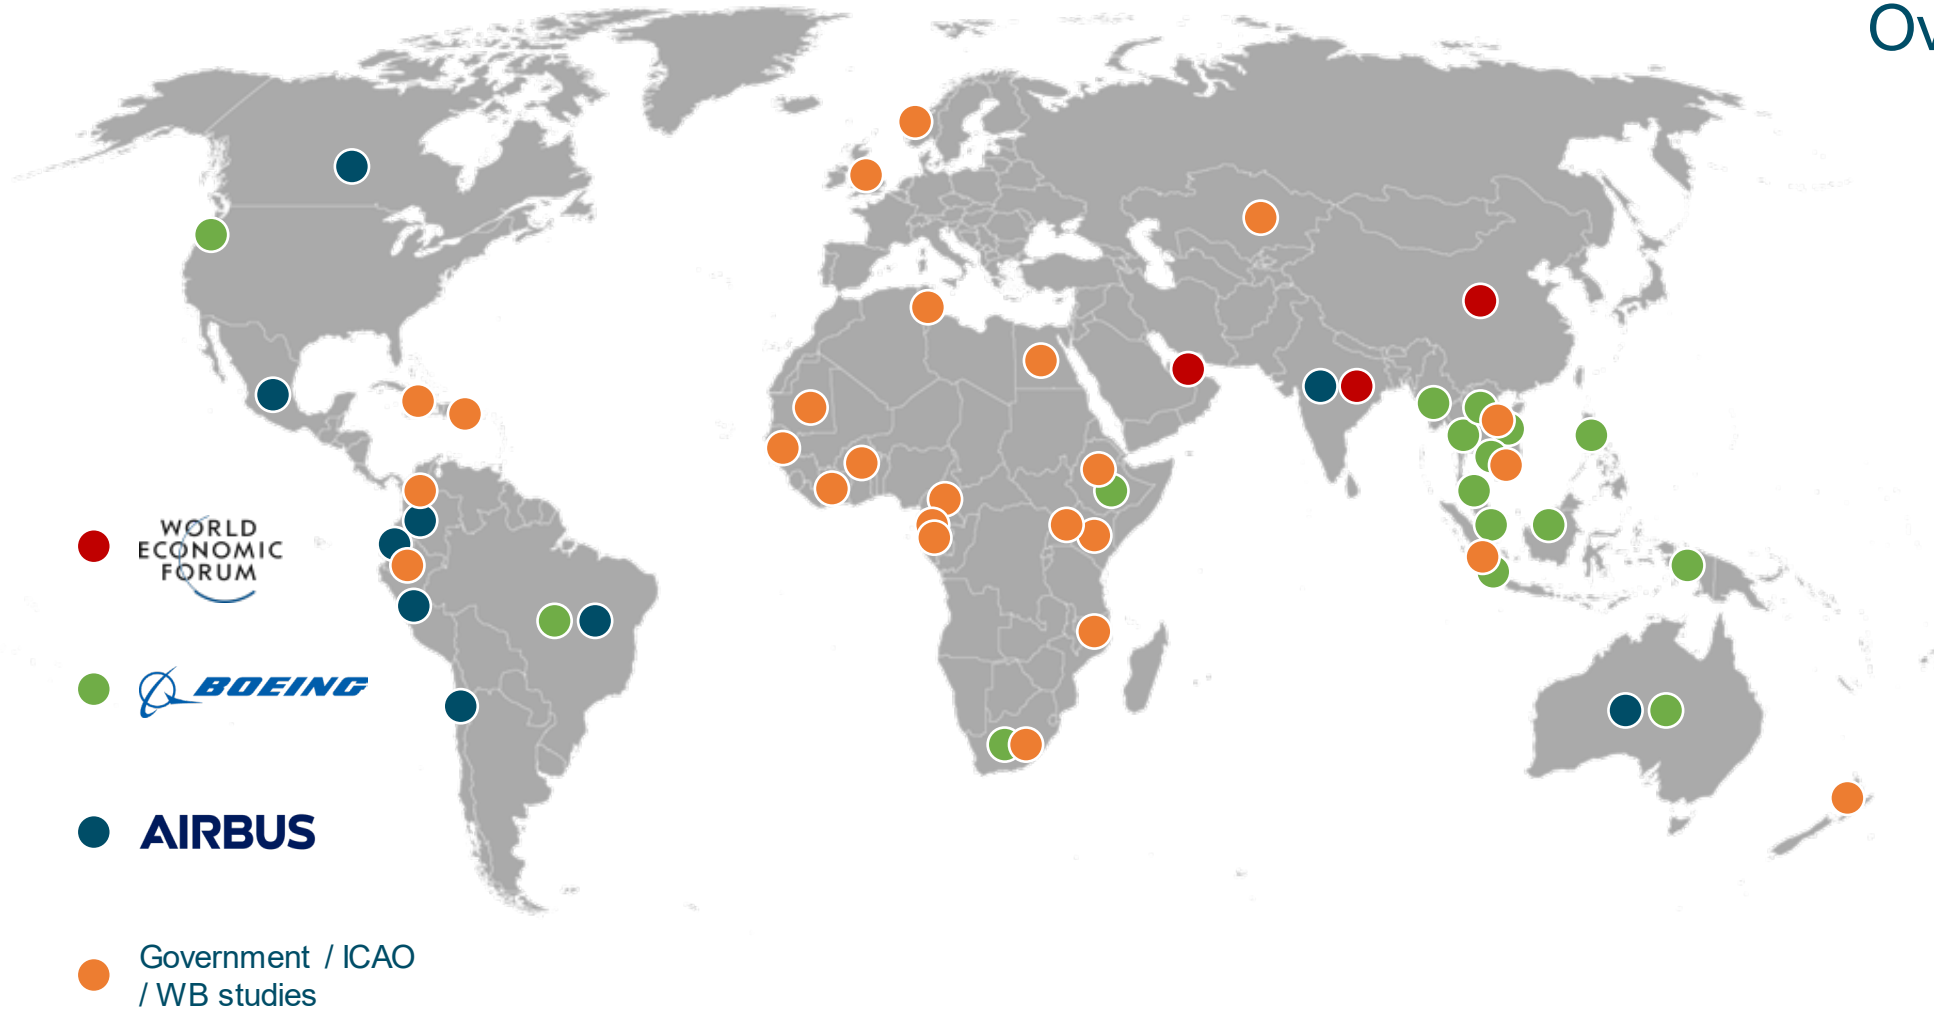 Ov
WORLD
ECONOMIC
FORUM
BOEING
AIRBUS
Government / ICAO
/ WB studies